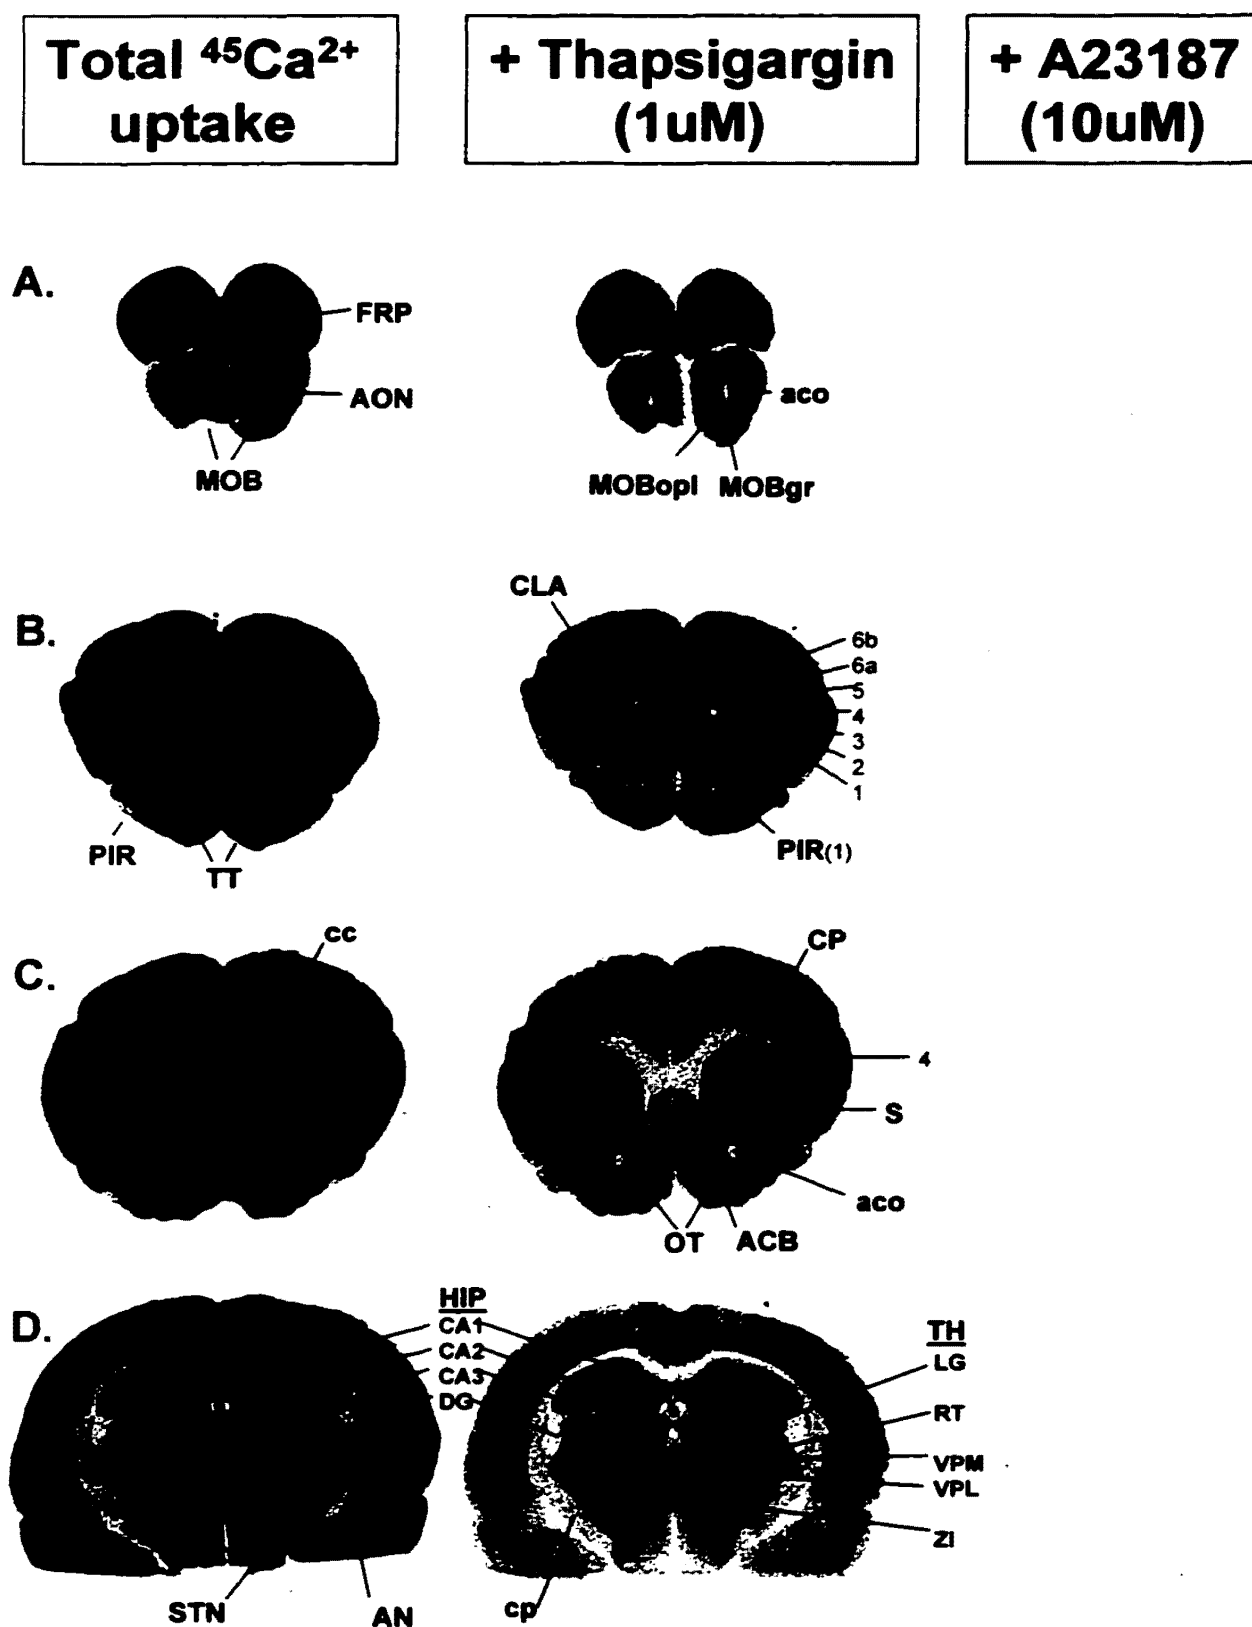 Total ⁴⁵Ca²⁺
uptake
+ Thapsigargin
(1uM)
+ A23187
(10uM)
A.
FRP
AON
MOB
aco
MOBopl MOBgr
B.
PIR
TT
CLA
6b
6a
5
4
3
2
1
PIR(1)
C.
cc
CP
4
S
aco
OT ACB
D.
HIP
CA1
CA2
CA3
DG
STN
AN
TH
LG
RT
VPM
VPL
ZI
cp